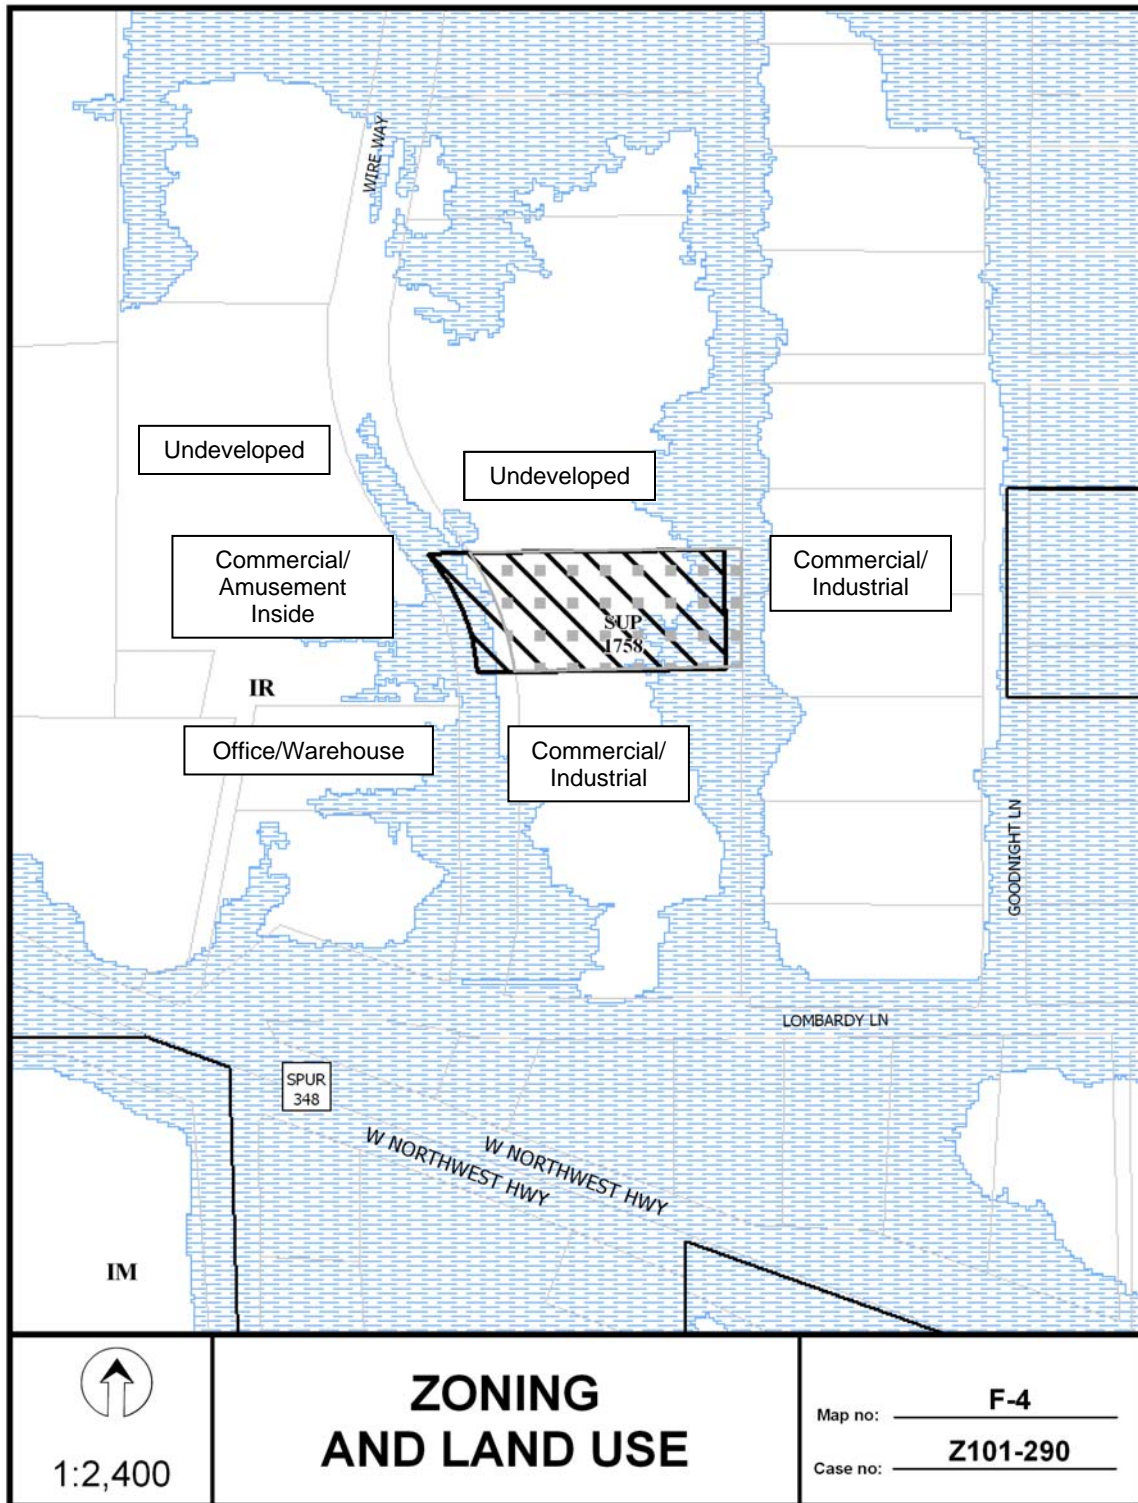 WIRE WAY
Undeveloped
Undeveloped
Commercial/
Amusement
Inside
Commercial/
Industrial
SUP
1758
IR
Office/Warehouse
Commercial/
Industrial
GOODNIGHT LN
LOMBARDY LN
SPUR
348
W NORTHWEST HWY
W NORTHWEST HWY
IM
1:2,400
ZONING
AND LAND USE
Map no: F-4
Case no: Z101-290